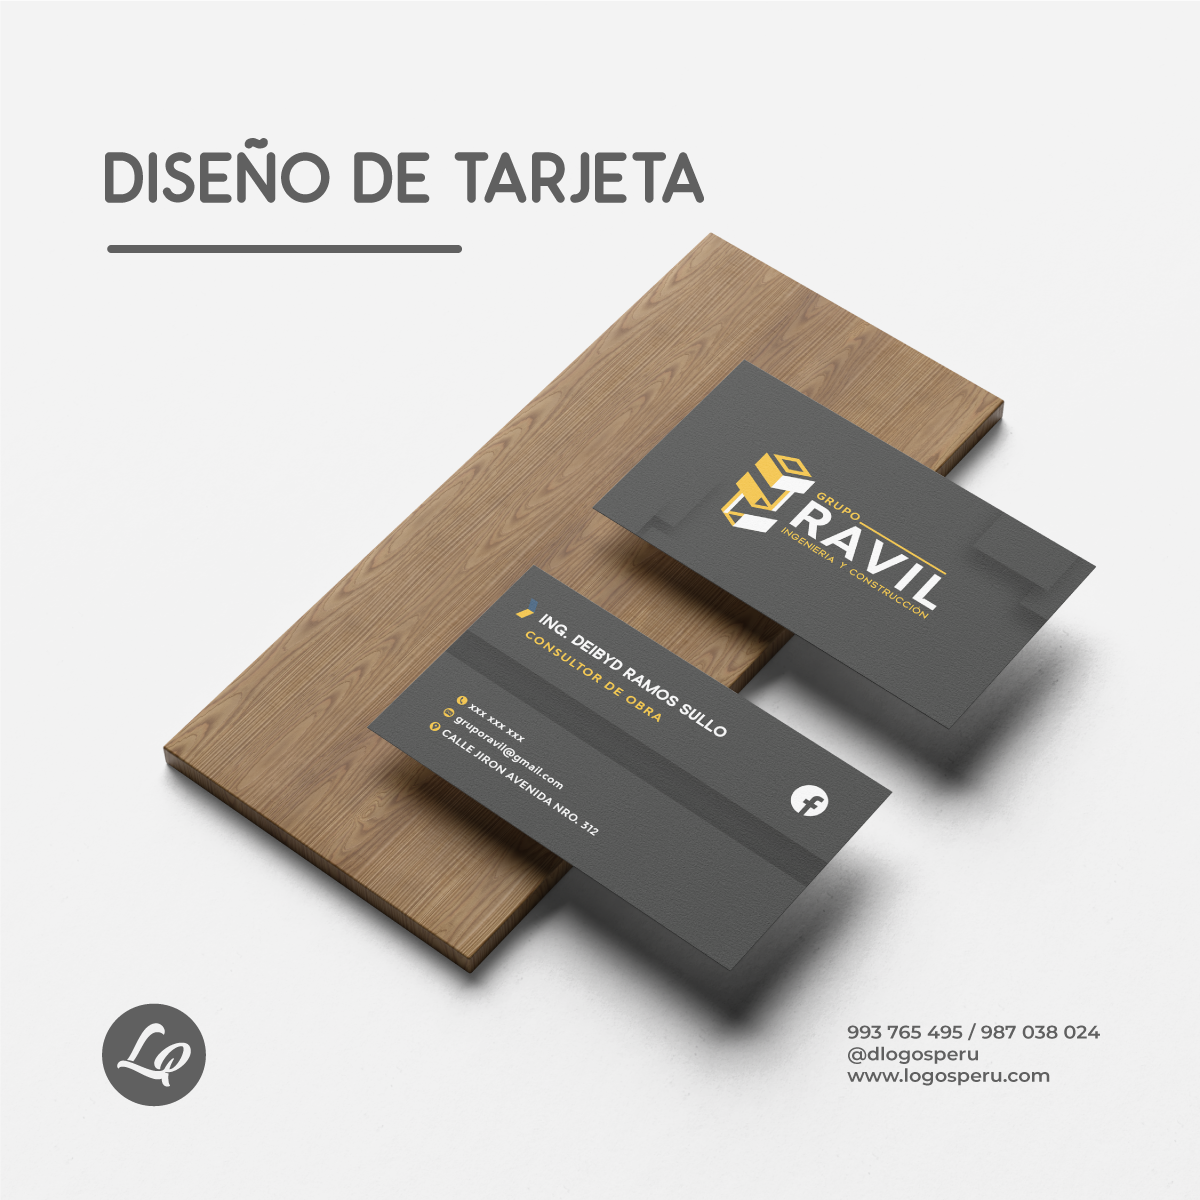 DISEÑO DE TARJETA
GRUPO
RAVIL
INGENIERIA Y CONSTRUCCIÓN
ING. DEIBYD RAMOS SULLO
CONSULTOR DE OBRA
xxx xxx xxx
gruporavil@gmail.com
CALLE JIRON AVENIDA NRO. 312
LQ
993 765 495 / 987 038 024
@dlogosperu
www.logosperu.com